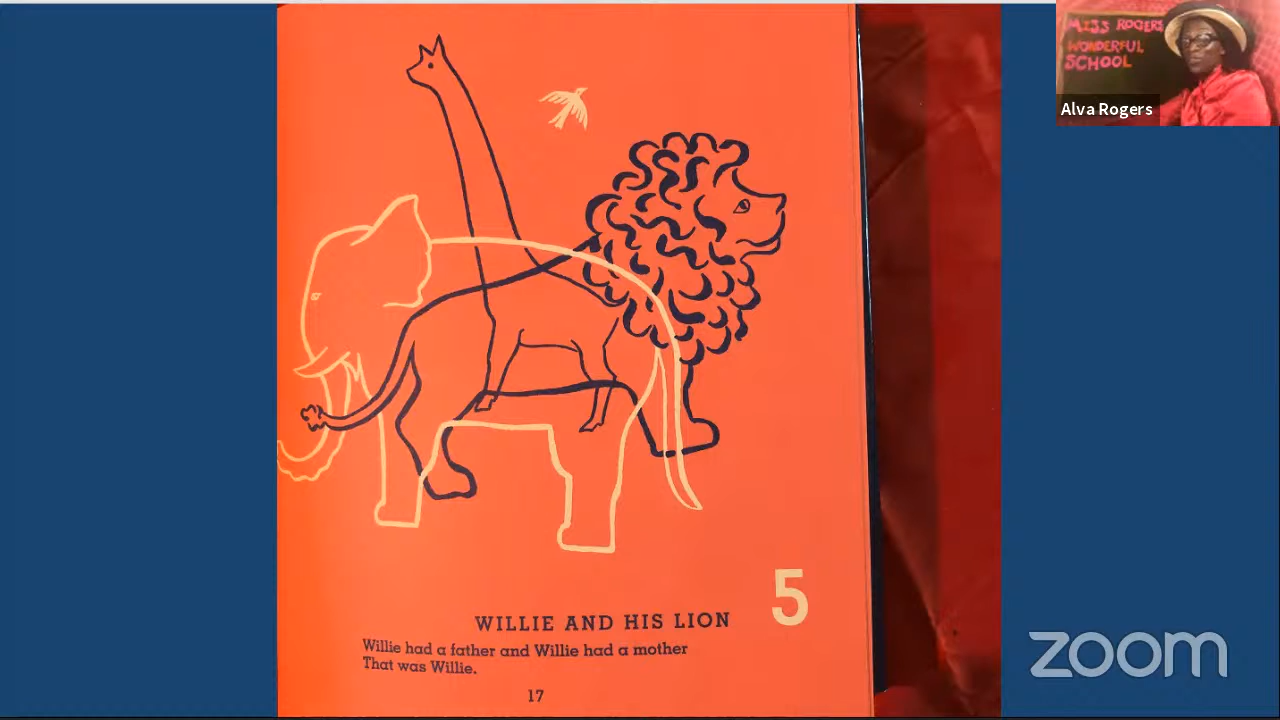 MISS ROGERS
WONDERFUL
SCHOOL
Alva Rogers
5
WILLIE AND HIS LION
Willie had a father and Willie had a mother
That was Willie.
17
zoom